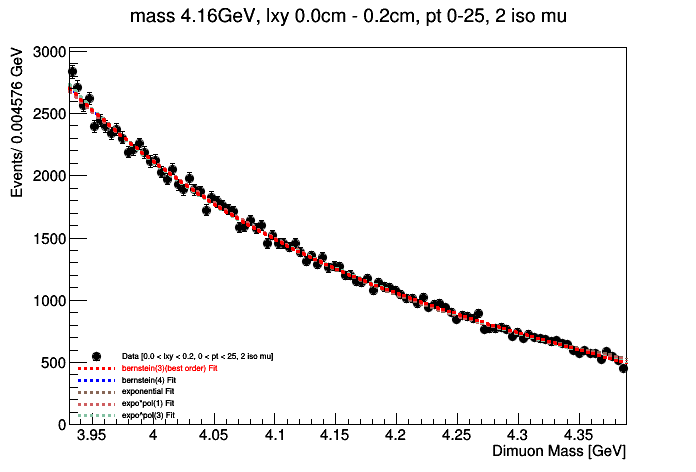 mass 4.16GeV, lxy 0.0cm - 0.2cm, pt 0-25, 2 iso mu
Events/ 0.004576 GeV
3000
2500
2000
1500
1000
500
0
Data [0.0 < lxy < 0.2, 0 < pt < 25, 2 iso mu]
bernstein(3)(best order) Fit
bernstein(4) Fit
exponential Fit
expo*pol(1) Fit
expo^pol(3) Fit
3.95 4 4.05 4.1 4.15 4.2 4.25 4.3 4.35
Dimuon Mass [GeV]